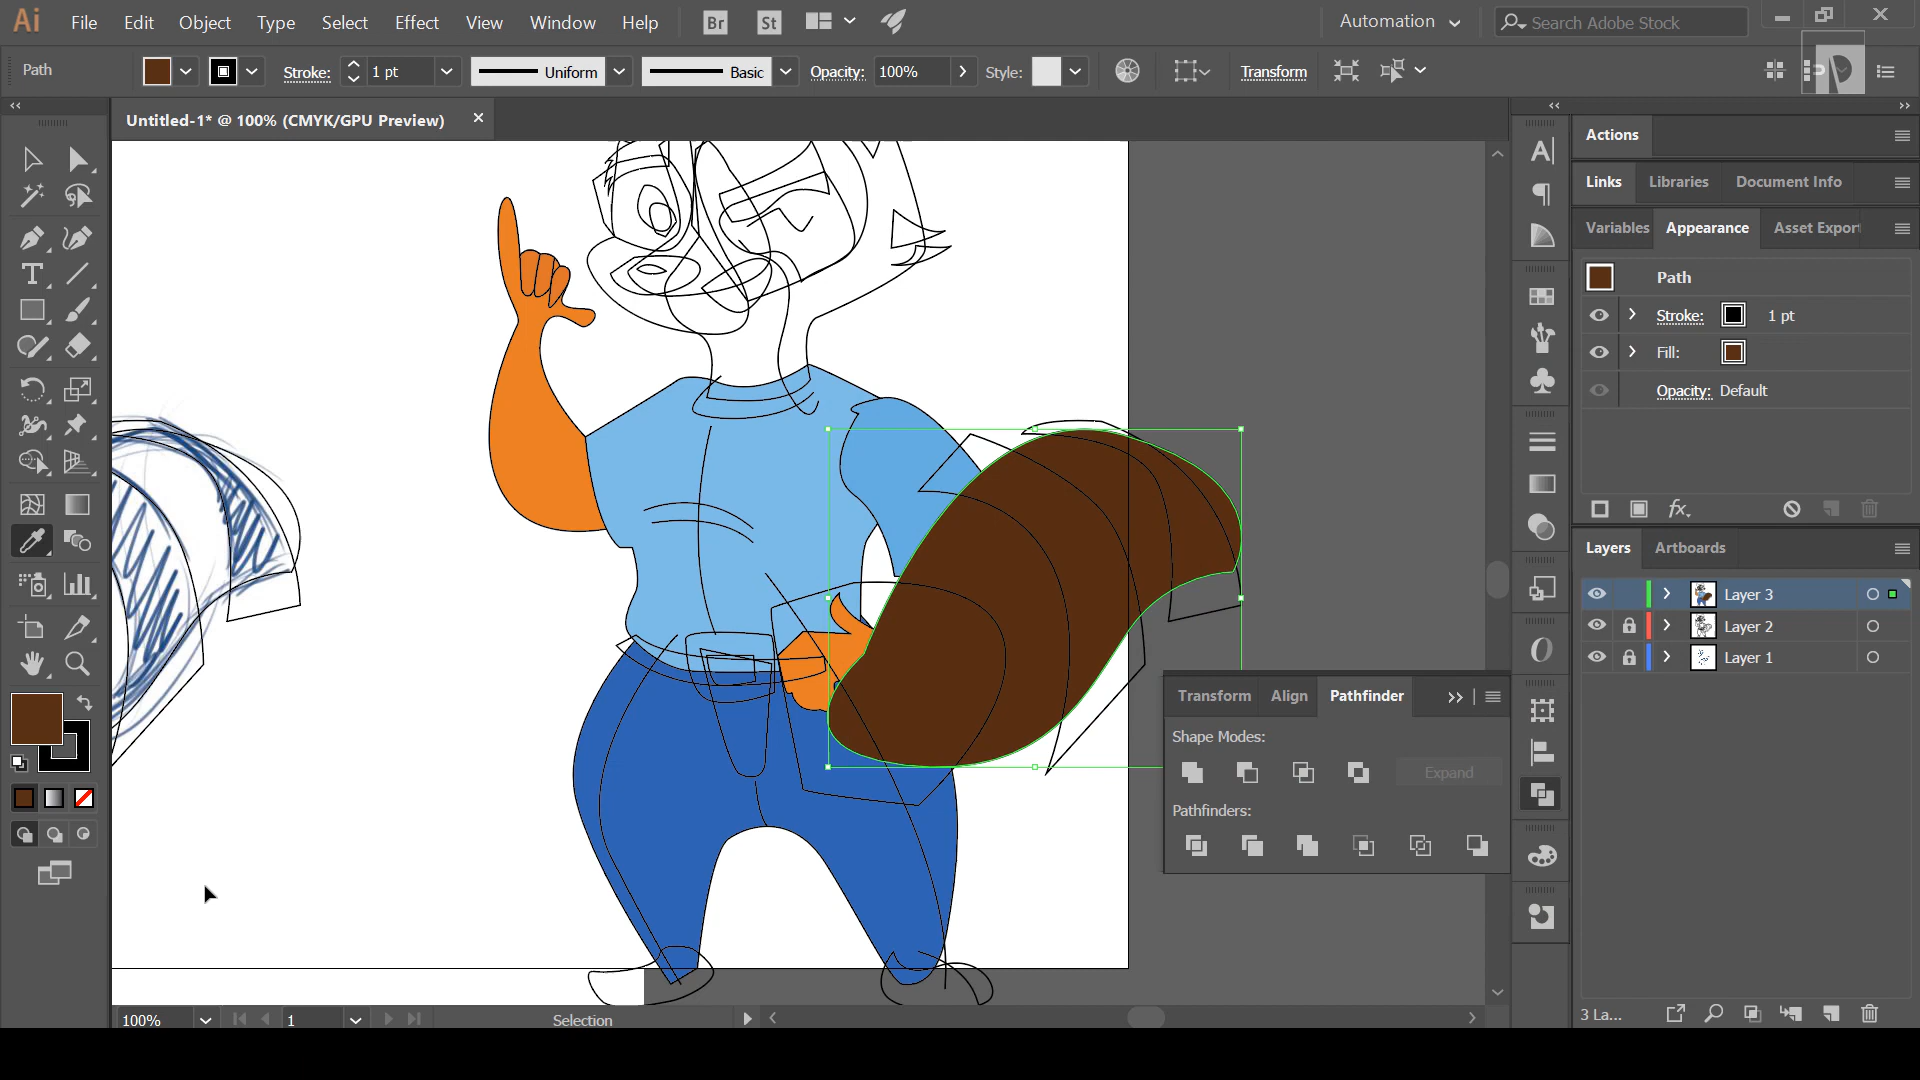 Ai File Edit Object Type Select Effect View Window Help Br St Automation Search Adobe Stock
Path Stroke: 1 pt Uniform Basic Opacity: 100% Style: Transform
Untitled-1* @ 100% (CMYK/GPU Preview)
Actions
Links Libraries Document Info
Variables Appearance Asset Export
Path
Stroke: 1 pt
Fill:
Opacity: Default
fx
Layers Artboards
Layer 3
Layer 2
Layer 1
Transform Align Pathfinder
Shape Modes:
Expand
Pathfinders:
3 La...
100% 1 Selection